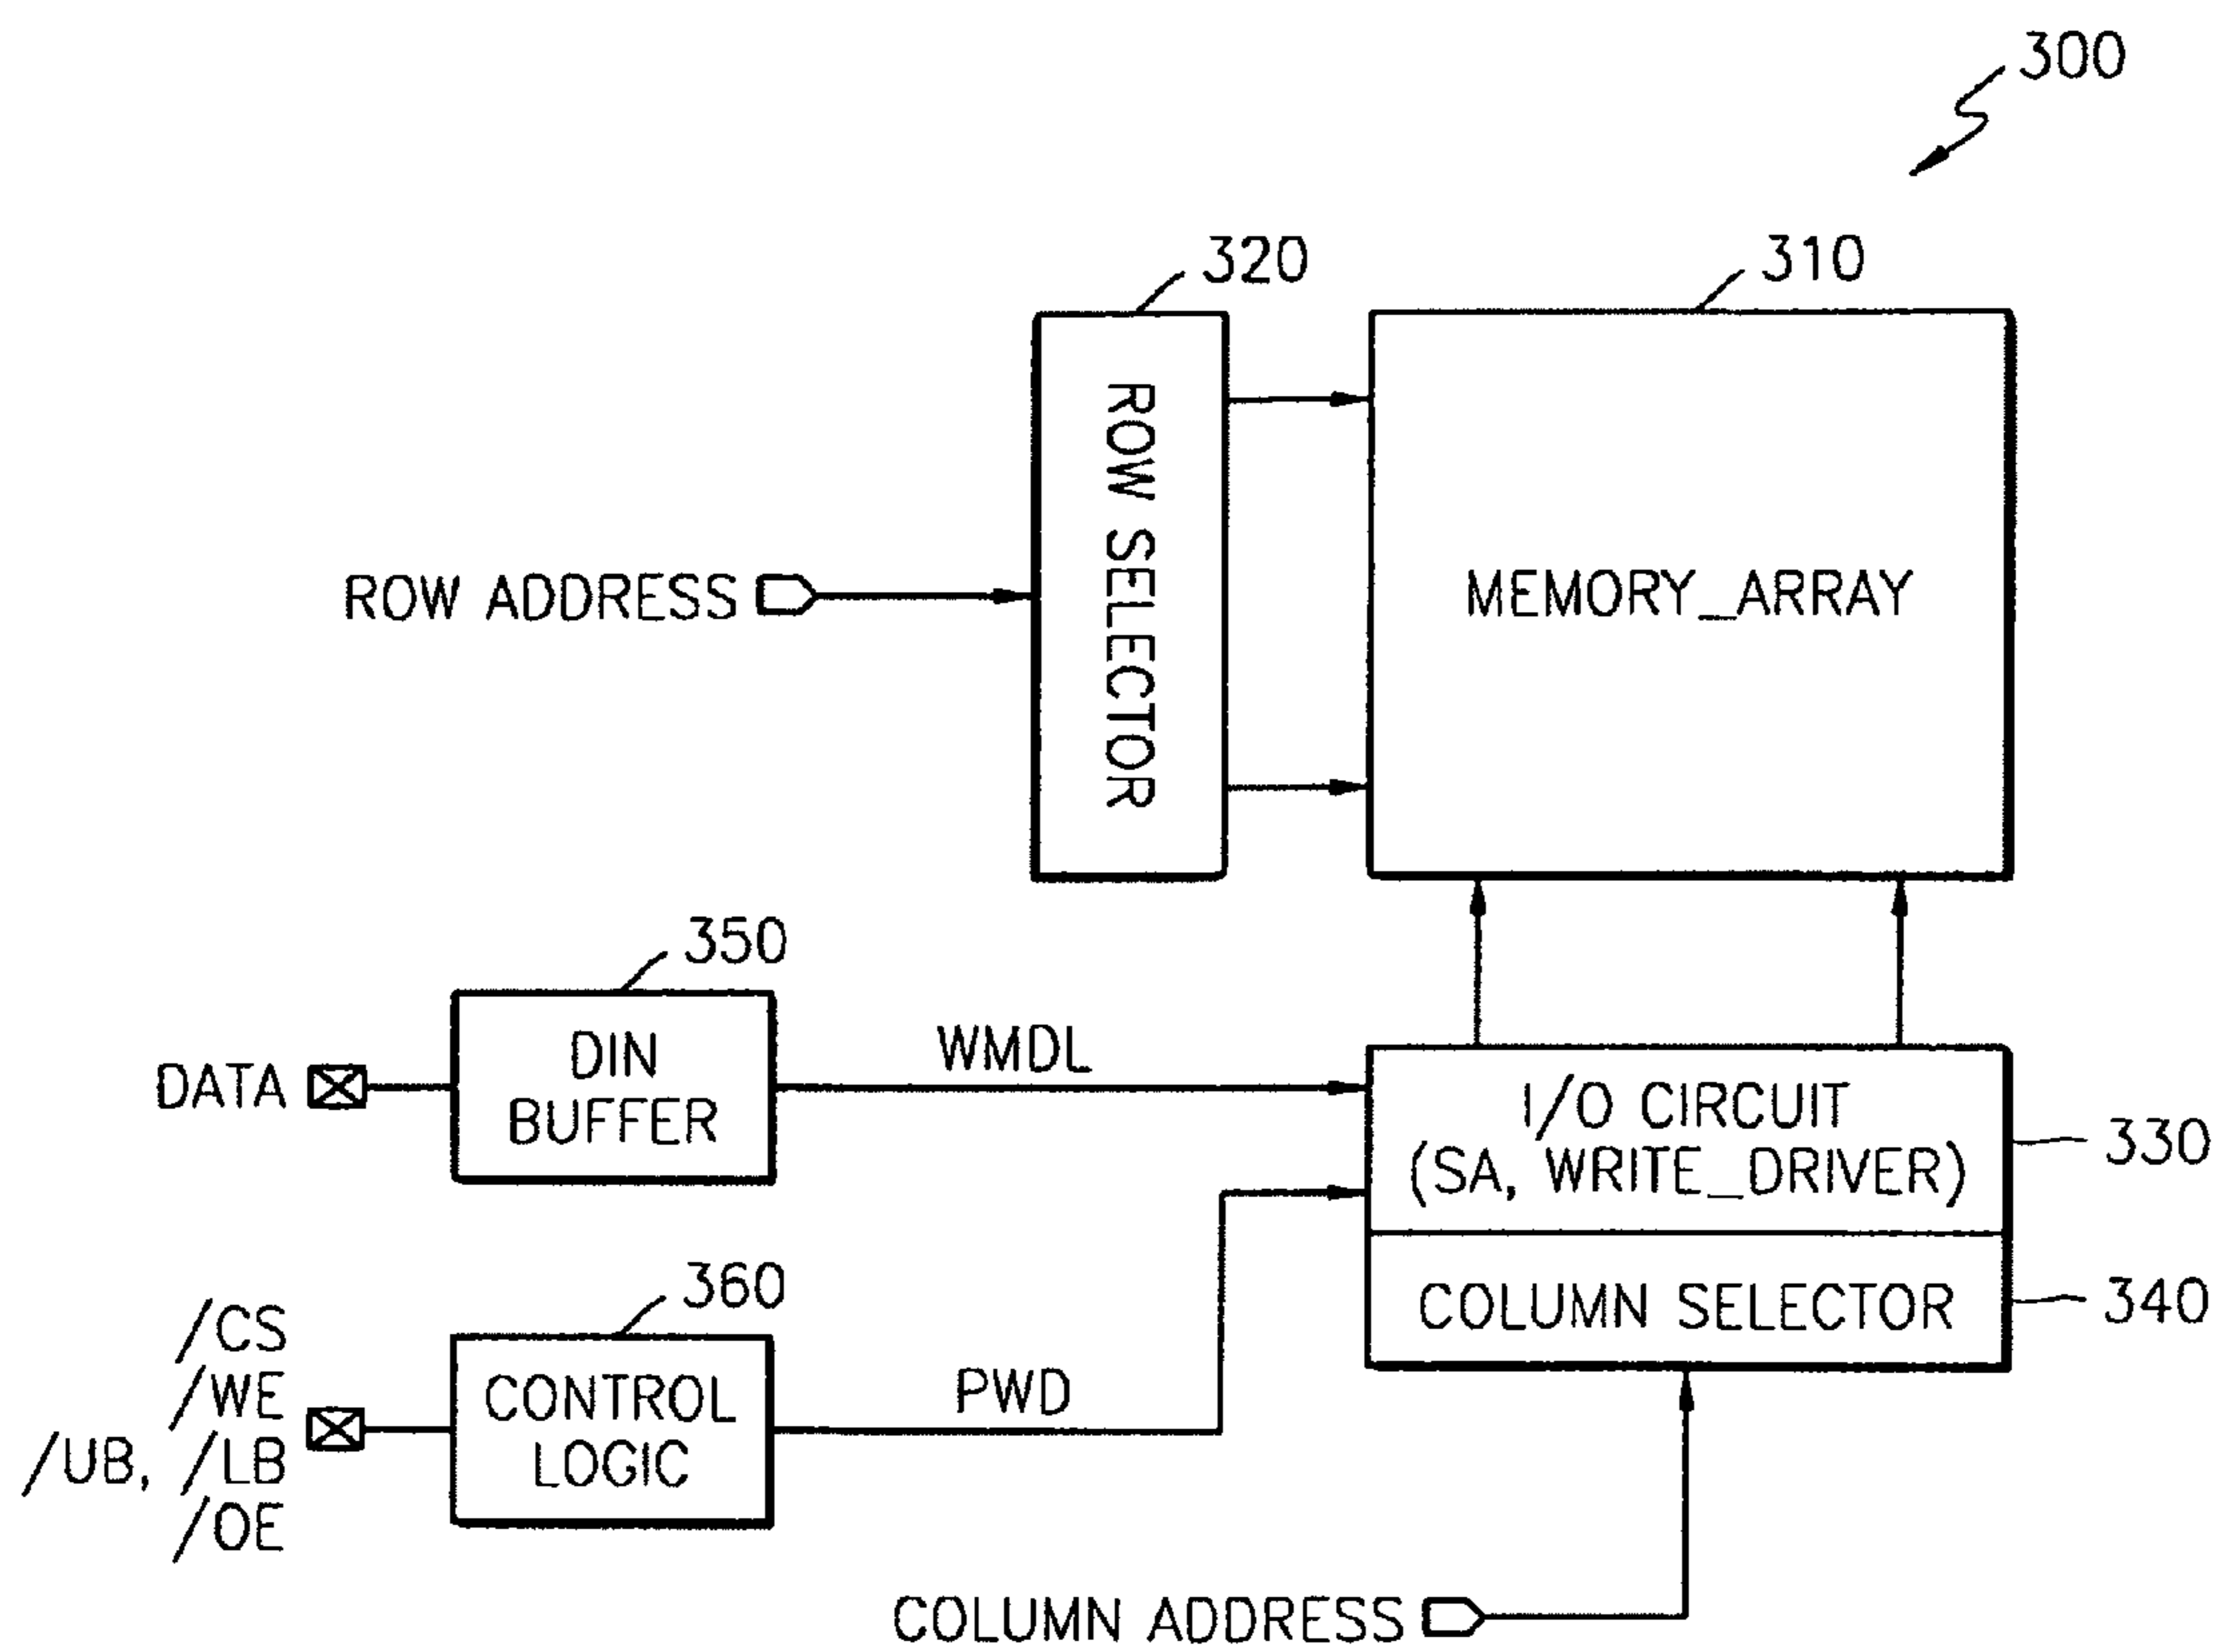 300
320
310
ROW SELECTOR
MEMORY_ARRAY
ROW ADDRESS
350
DIN
BUFFER
DATA
WMDL
I/O CIRCUIT
(SA, WRITE_DRIVER)
330
COLUMN SELECTOR
340
360
/CS
/WE
/UB, /LB
/OE
CONTROL
LOGIC
PWD
COLUMN ADDRESS